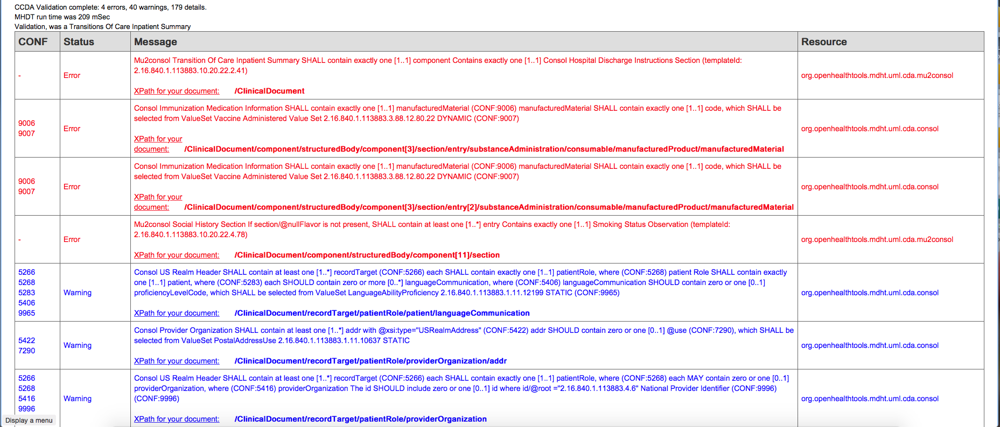 CCDA Validation complete: 4 errors, 40 warnings, 179 details.
MHDT run time was 209 mSec
Validation, was a Transitions Of Care Inpatient Summary
CONF Status Message Resource
- Error
Mu2consol Transition Of Care Inpatient Summary SHALL contain exactly one [1..1] component Contains exactly one [1..1] Consol Hospital Discharge Instructions Section (templateId:
2.16.840.1.113883.10.20.22.2.41)
XPath for your document: /ClinicalDocument
org.openhealthtools.mdht.uml.cda.mu2consol
9006
9007
Error
Consol Immunization Medication Information SHALL contain exactly one [1..1] manufacturedMaterial (CONF:9006) manufacturedMaterial SHALL contain exactly one [1..1] code, which SHALL be
selected from ValueSet Vaccine Administered Value Set 2.16.840.1.113883.3.88.12.80.22 DYNAMIC (CONF:9007)
XPath for your
document: /ClinicalDocument/component/structuredBody/component[3]/section/entry/substanceAdministration/consumable/manufacturedProduct/manufacturedMaterial
org.openhealthtools.mdht.uml.cda.consol
9006
9007
Error
Consol Immunization Medication Information SHALL contain exactly one [1..1] manufacturedMaterial (CONF:9006) manufacturedMaterial SHALL contain exactly one [1..1] code, which SHALL be
selected from ValueSet Vaccine Administered Value Set 2.16.840.1.113883.3.88.12.80.22 DYNAMIC (CONF:9007)
XPath for your
document: /ClinicalDocument/component/structuredBody/component[3]/section/entry[2]/substanceAdministration/consumable/manufacturedProduct/manufacturedMaterial
org.openhealthtools.mdht.uml.cda.consol
- Error
Mu2consol Social History Section If section/@nullFlavor is not present, SHALL contain at least one [1..*] entry Contains exactly one [1..1] Smoking Status Observation (templateId:
2.16.840.1.113883.10.20.22.4.78)
XPath for your document: /ClinicalDocument/component/structuredBody/component[11]/section
org.openhealthtools.mdht.uml.cda.mu2consol
5266
5268
5283
5406
9965
Warning
Consol US Realm Header SHALL contain at least one [1..*] recordTarget (CONF:5266) each SHALL contain exactly one [1..1] patientRole, where (CONF:5268) patient Role SHALL contain exactly
one [1..1] patient, where (CONF:5283) each SHOULD contain zero or more [0..*] languageCommunication, where (CONF:5406) languageCommunication SHOULD contain zero or one [0..1]
proficiencyLevelCode, which SHALL be selected from ValueSet LanguageAbilityProficiency 2.16.840.1.113883.1.11.12199 STATIC (CONF:9965)
XPath for your document: /ClinicalDocument/recordTarget/patientRole/patient/languageCommunication
org.openhealthtools.mdht.uml.cda.consol
5422
7290
Warning
Consol Provider Organization SHALL contain at least one [1..*] addr with @xsi:type="USRealmAddress" (CONF:5422) addr SHOULD contain zero or one [0..1] @use (CONF:7290), which SHALL be
selected from ValueSet PostalAddressUse 2.16.840.1.113883.1.11.10637 STATIC
XPath for your document: /ClinicalDocument/recordTarget/patientRole/providerOrganization/addr
org.openhealthtools.mdht.uml.cda.consol
5266
5268
5416
9996
Warning
Consol US Realm Header SHALL contain at least one [1..*] recordTarget (CONF:5266) each SHALL contain exactly one [1..1] patientRole, where (CONF:5268) each MAY contain zero or one [0..1]
providerOrganization, where (CONF:5416) providerOrganization The id SHOULD include zero or one [0..1] id where id/@root ="2.16.840.1.113883.4.6" National Provider Identifier (CONF:9996)
(CONF:9996)
XPath for your document: /ClinicalDocument/recordTarget/patientRole/providerOrganization
org.openhealthtools.mdht.uml.cda.consol
Display a menu